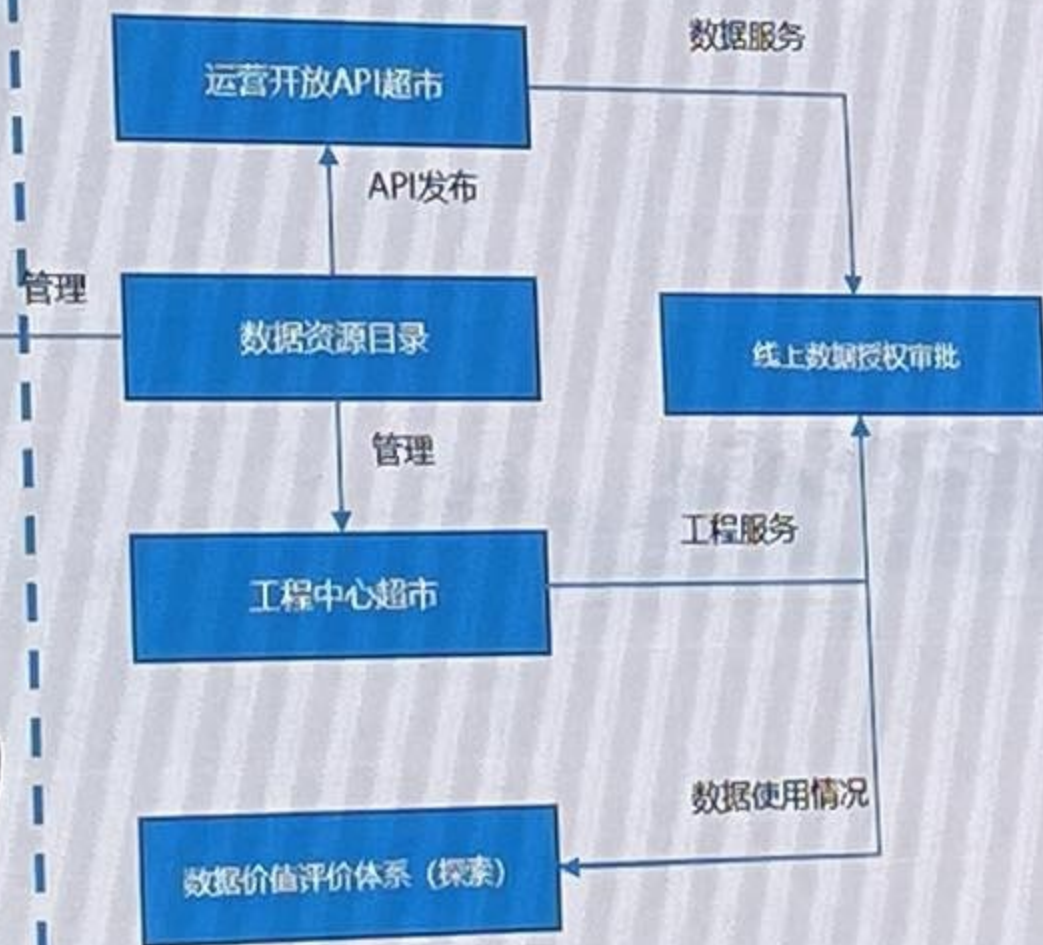 数据服务
运营开放API超市
API发布
管理
数据资源目录
线上数据授权审批
管理
工程服务
工程中心超市
数据使用情况
数据价值评价体系（探索）